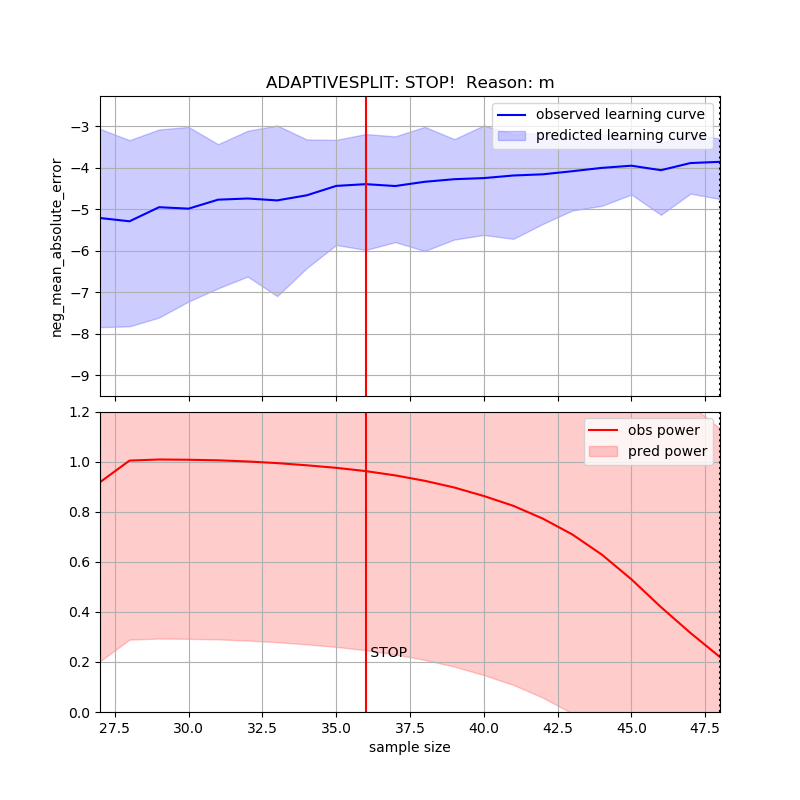 ADAPTIVESPLIT: STOP!  Reason: m
observed learning curve
predicted learning curve
neg_mean_absolute_error
−3
−4
−5
−6
−7
−8
−9
obs power
pred power
1.2
1.0
0.8
0.6
0.4
0.2
0.0
STOP
27.5 30.0 32.5 35.0 37.5 40.0 42.5 45.0 47.5
sample size